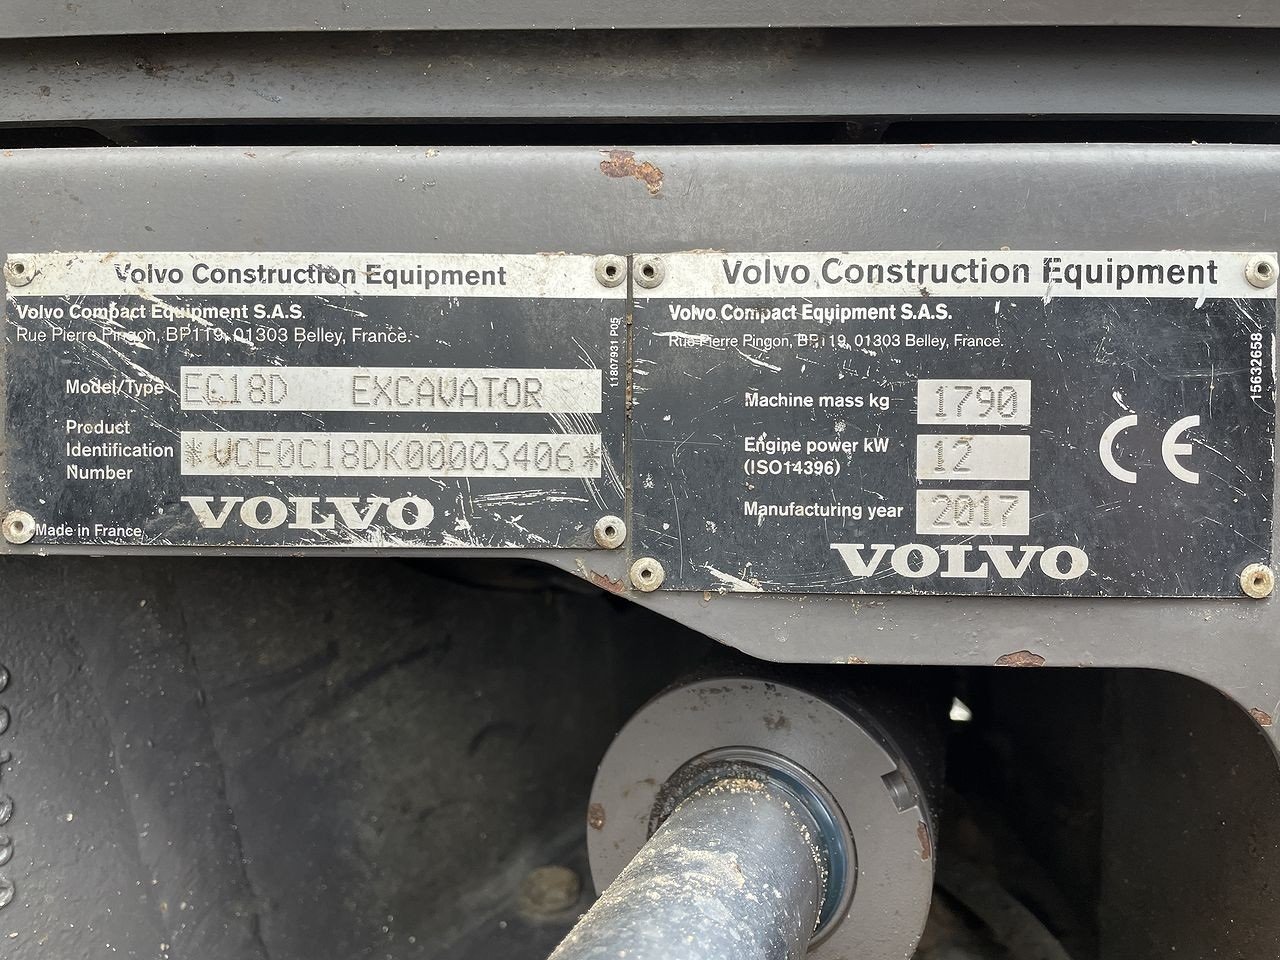 Volvo Construction Equipment
Volvo Compact Equipment S.A.S.
Rue Pierre Pingon, BP119, 01303 Belley, France.
Model/Type EC18D EXCAVATOR
Product
Identification
Number
*VCE0C18DK00003406*
VOLVO
Made in France
11807931 P05
Volvo Construction Equipment
Volvo Compact Equipment S.A.S.
Rue Pierre Pingon, BP119, 01303 Belley, France.
Machine mass kg 1790
Engine power kW 12
(ISO14396)
Manufacturing year 2017
CE
VOLVO
15632658